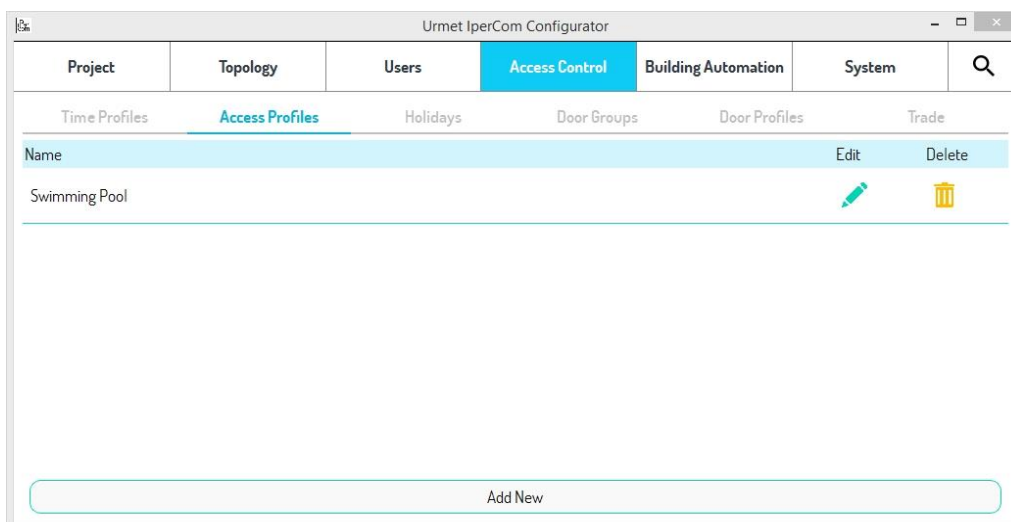 Urmet IperCom Configurator
Project Topology Users Access Control Building Automation System
Time Profiles Access Profiles Holidays Door Groups Door Profiles Trade
Name Edit Delete
Swimming Pool
Add New